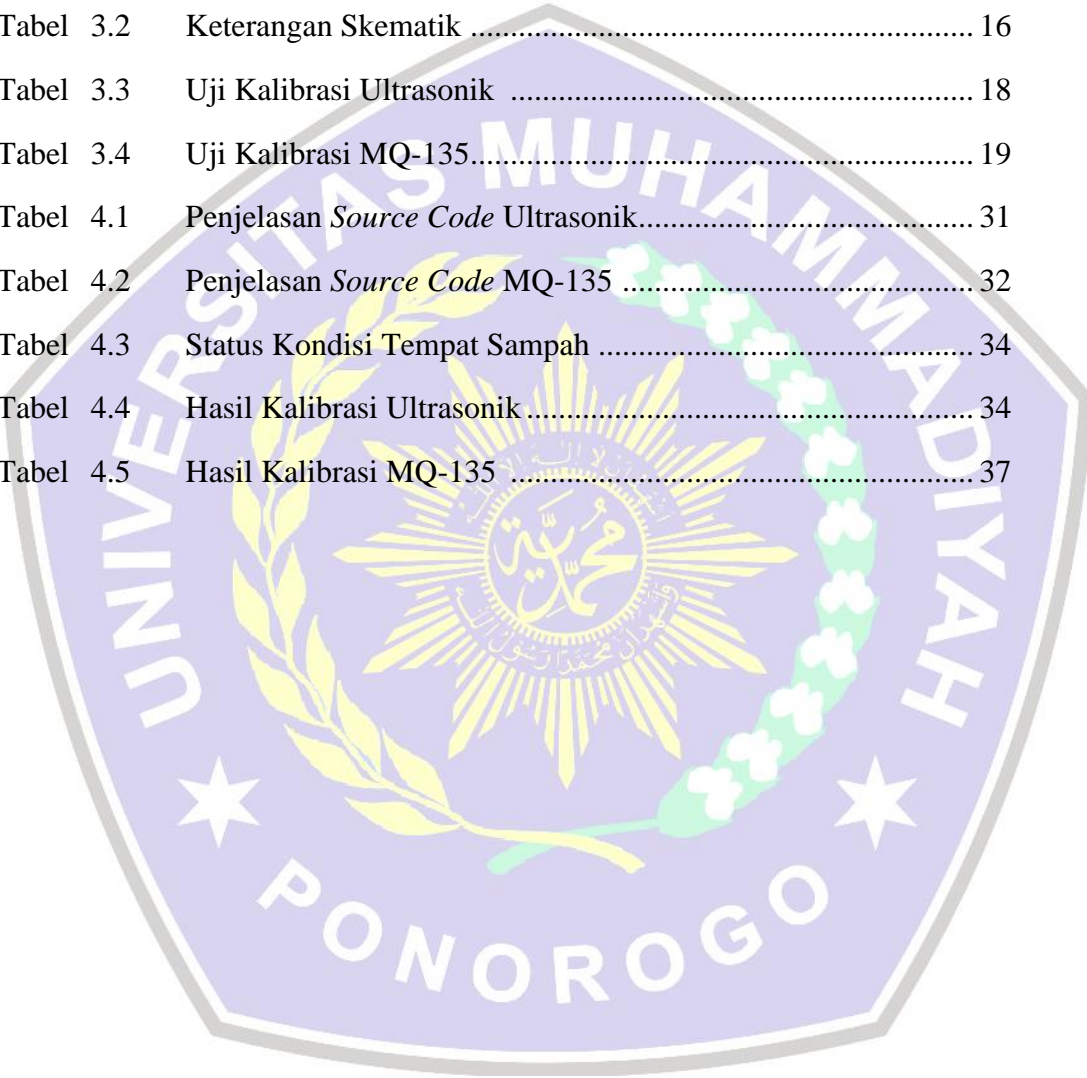 Tabel 3.2 Keterangan Skematik ................................................................ 16
Tabel 3.3 Uji Kalibrasi Ultrasonik ........................................................... 18
Tabel 3.4 Uji Kalibrasi MQ-135................................................................ 19
Tabel 4.1 Penjelasan Source Code Ultrasonik.......................................... 31
Tabel 4.2 Penjelasan Source Code MQ-135 ............................................ 32
Tabel 4.3 Status Kondisi Tempat Sampah ................................................ 34
Tabel 4.4 Hasil Kalibrasi Ultrasonik ......................................................... 34
Tabel 4.5 Hasil Kalibrasi MQ-135 ........................................................... 37
UNIVERSITAS MUHAMMADIYAH
PONOROGO
محمدية